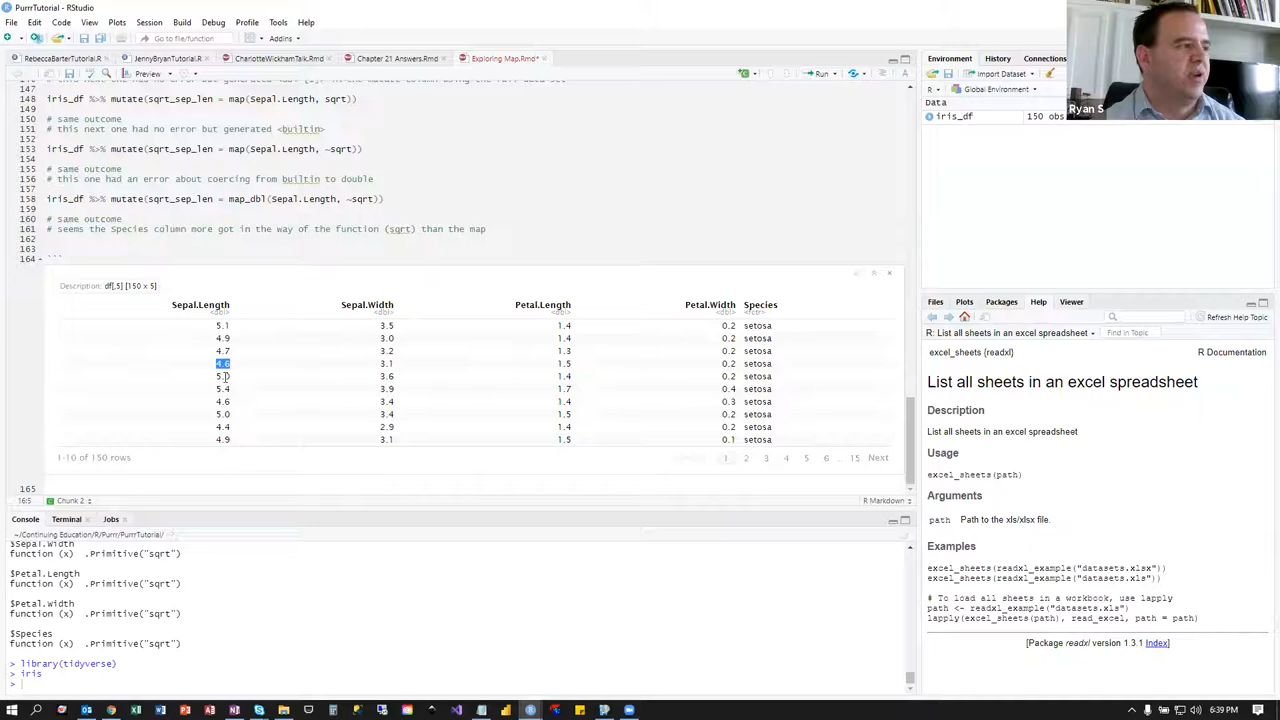 PurrrTutorial - RStudio
File Edit Code View Plots Session Build Debug Profile Tools Help
Go to file/function Addins
RebeccaBarterTutorial.R JennyBryanTutorial.R CharlotteWickhamTalk.Rmd Chapter 21 Answers.Rmd Exploring Map.Rmd*
Preview Run
147
148 iris_df %>% mutate(sqrt_sep_len = map(Sepal.Length, sqrt))
149
150 # same outcome
151 # this next one had no error but generated <builtin>
152
153 iris_df %>% mutate(sqrt_sep_len = map(Sepal.Length, ~sqrt))
154
155 # same outcome
156 # this one had an error about coercing from builtin to double
157
158 iris_df %>% mutate(sqrt_sep_len = map_dbl(Sepal.Length, ~sqrt))
159
160 # same outcome
161 # seems the Species column more got in the way of the function (sqrt) than the map
162
163
164 ```
Description: df[,5] [150 x 5]
Sepal.Length Sepal.Width Petal.Length Petal.Width Species
<dbl> <dbl> <dbl> <dbl> <fctr>
5.1 3.5 1.4 0.2 setosa
4.9 3.0 1.4 0.2 setosa
4.7 3.2 1.3 0.2 setosa
4.6 3.1 1.5 0.2 setosa
5.0 3.6 1.4 0.2 setosa
5.4 3.9 1.7 0.4 setosa
4.6 3.4 1.4 0.3 setosa
5.0 3.4 1.5 0.2 setosa
4.4 2.9 1.4 0.2 setosa
4.9 3.1 1.5 0.1 setosa
1-10 of 150 rows 1 2 3 4 5 6 ... 15 Next
165
16:5 Chunk 2 R Markdown
Console Terminal Jobs
~/Continuing Education/R/Purrr/PurrrTutorial/
$Sepal.Width
function (x) .Primitive("sqrt")
$Petal.Length
function (x) .Primitive("sqrt")
$Petal.Width
function (x) .Primitive("sqrt")
$Species
function (x) .Primitive("sqrt")
> library(tidyverse)
> iris
>
Environment History Connections
Import Dataset
R Global Environment
Data
iris_df 150 obs
Ryan S
Files Plots Packages Help Viewer
Refresh Help Topic
R: List all sheets in an excel spreadsheet Find in Topic
excel_sheets {readxl} R Documentation
List all sheets in an excel spreadsheet
Description
List all sheets in an excel spreadsheet
Usage
excel_sheets(path)
Arguments
path Path to the xls/xlsx file.
Examples
excel_sheets(readxl_example("datasets.xlsx"))
excel_sheets(readxl_example("datasets.xls"))
# To load all sheets in a workbook, use lapply
path <- readxl_example("datasets.xls")
lapply(excel_sheets(path), read_excel, path = path)
[Package readxl version 1.3.1 Index]
6:39 PM